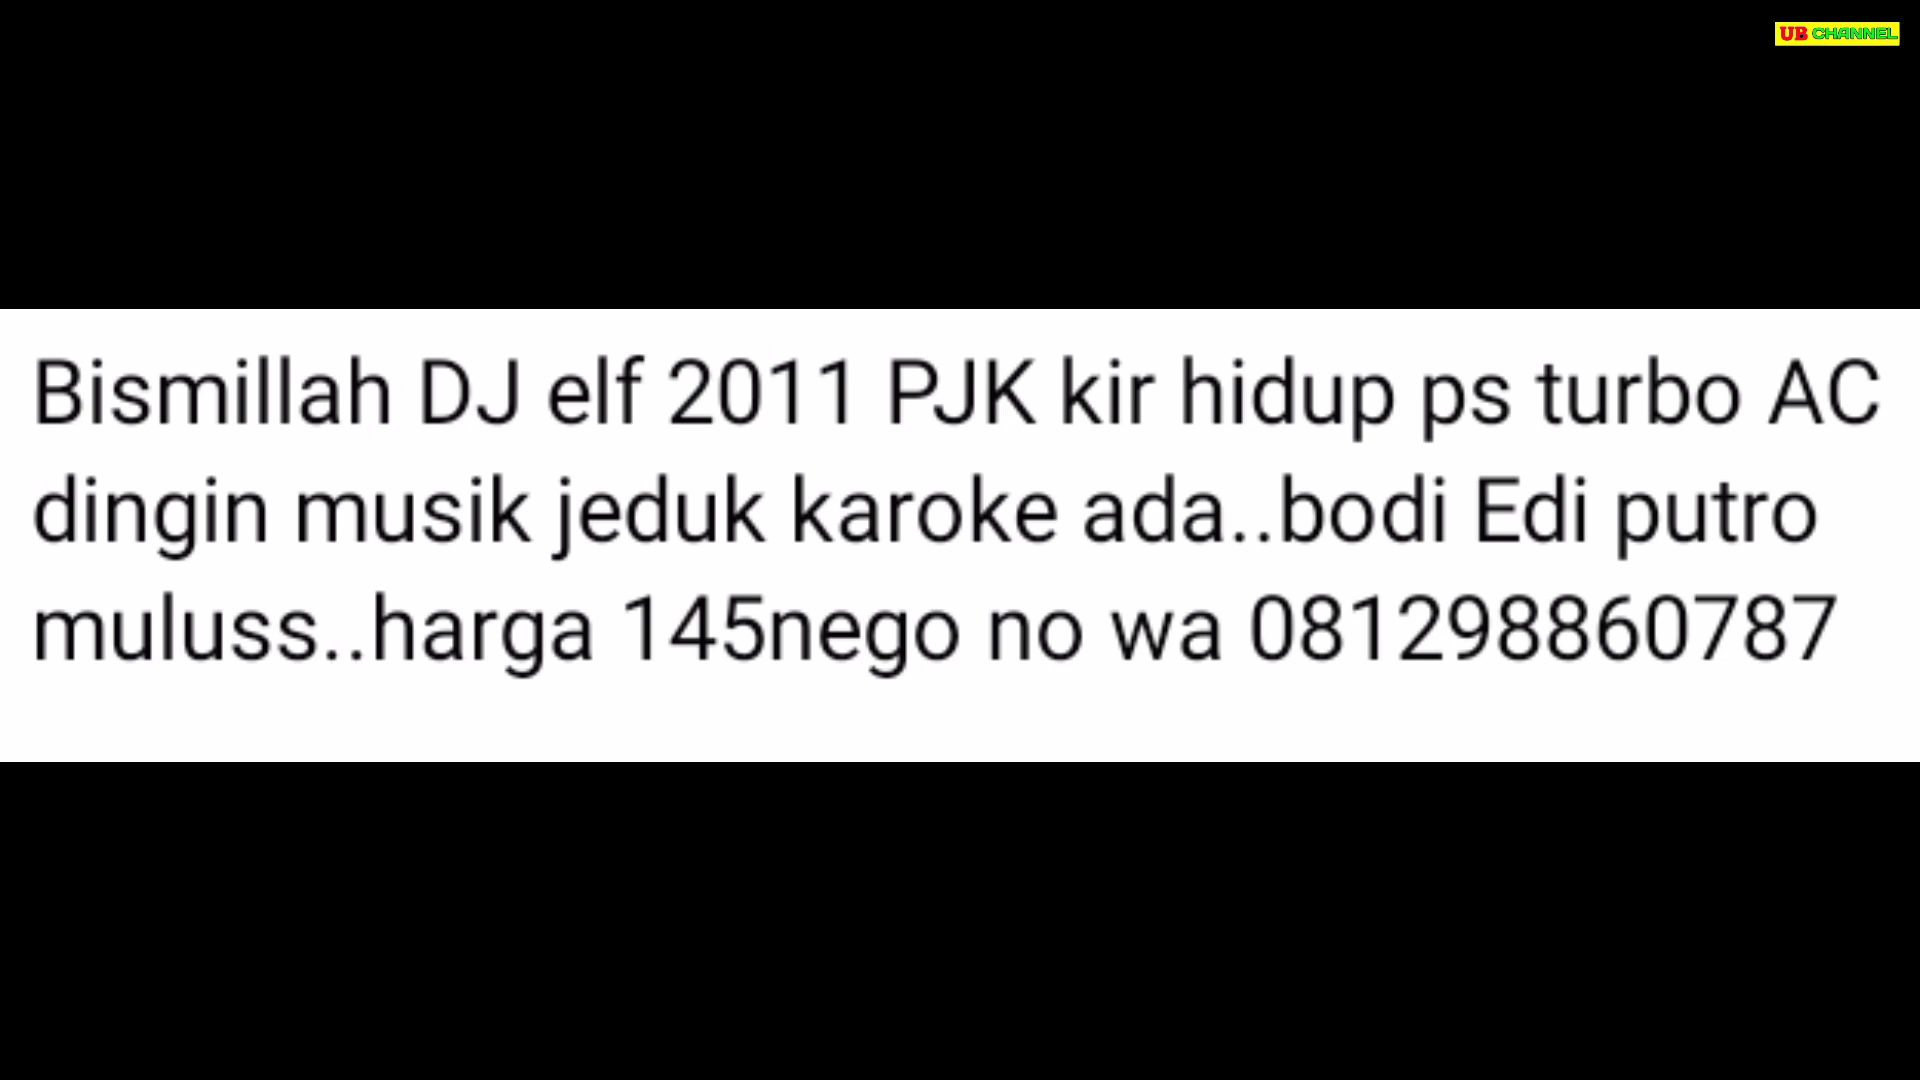 UB CHANNEL
Bismillah DJ elf 2011 PJK kir hidup ps turbo AC
dingin musik jeduk karoke ada..bodi Edi putro
muluss..harga 145nego no wa 081298860787